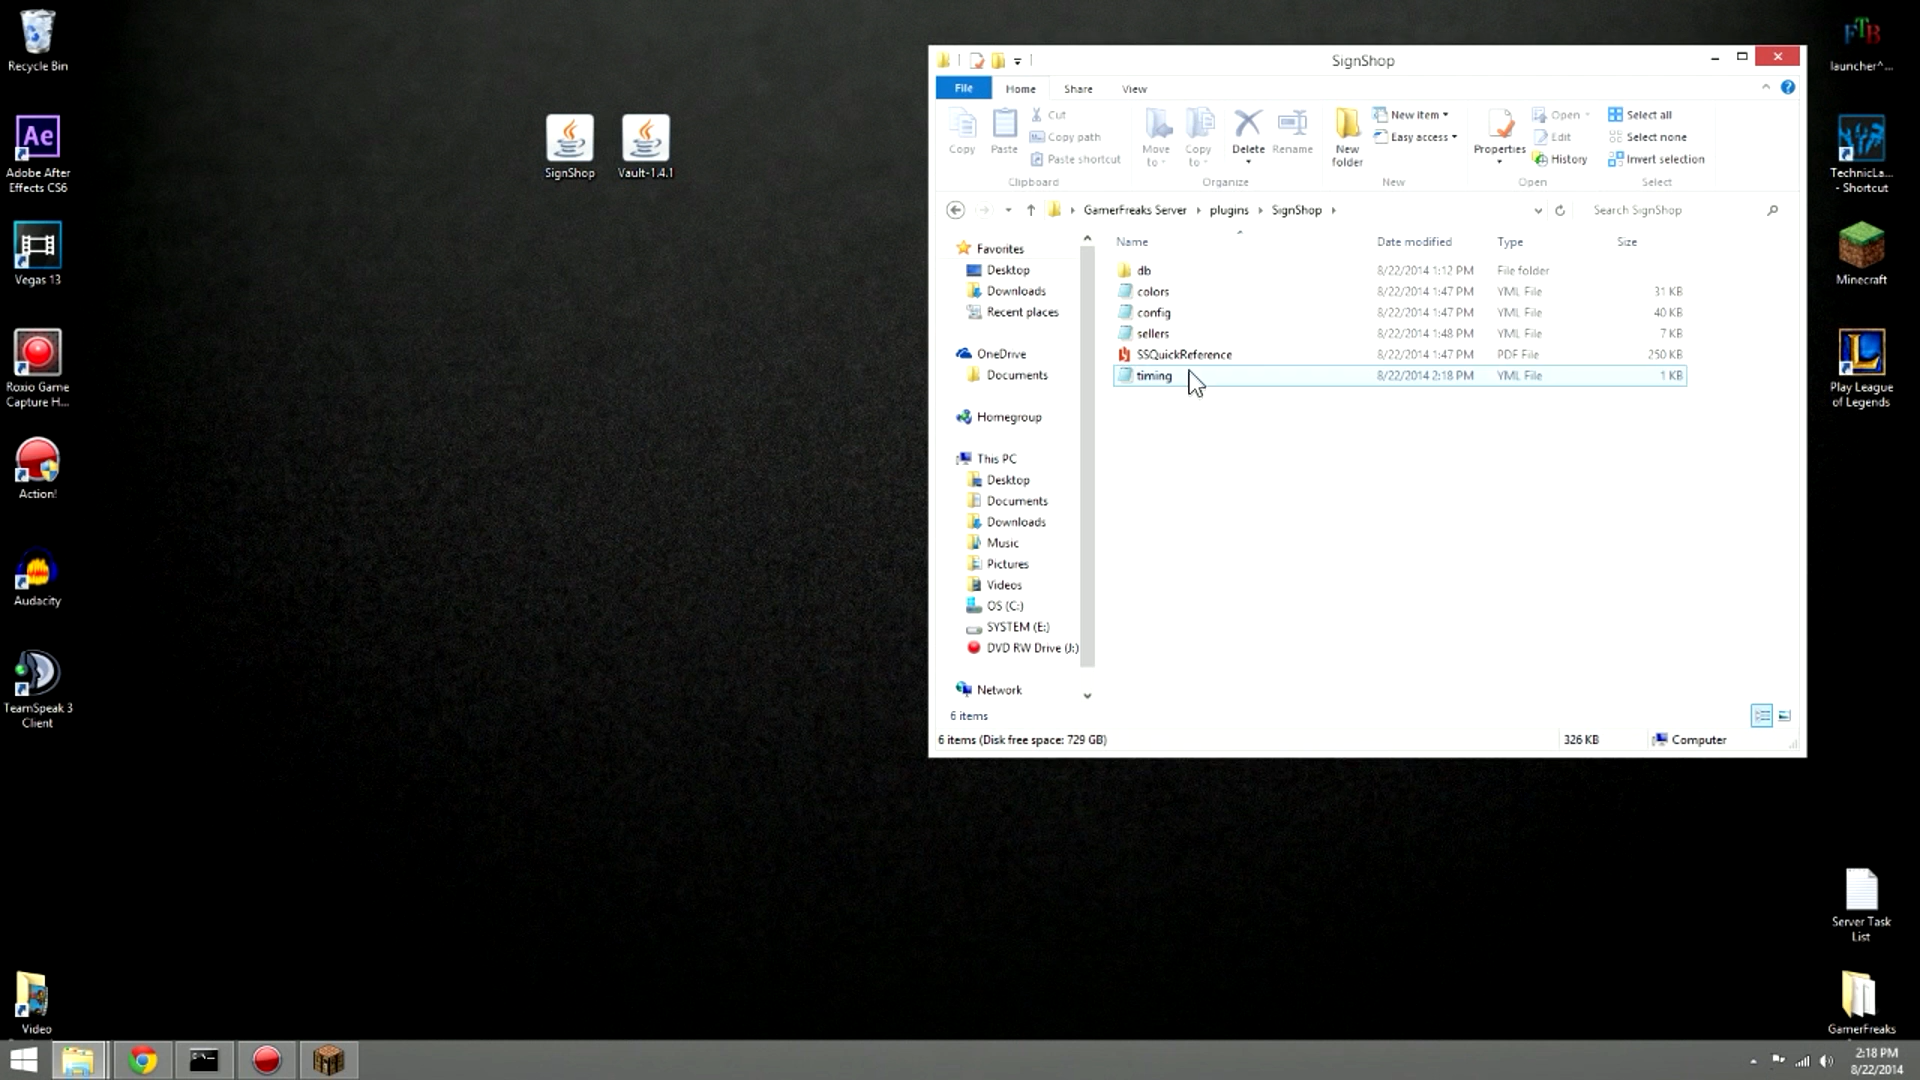 Recycle Bin
Adobe After
Effects CS6
Vegas 13
Roxio Game
Capture H...
Action!
Audacity
TeamSpeak 3
Client
Video
SignShop
Vault-1.4.1
SignShop
File
Home
Share
View
Copy
Paste
Cut
Copy path
Paste shortcut
Clipboard
Move
to
Copy
to
Delete
Rename
Organize
New
folder
New item
Easy access
New
Properties
Open
Edit
History
Open
Select all
Select none
Invert selection
Select
GamerFreaks Server
plugins
SignShop
Search SignShop
Favorites
Desktop
Downloads
Recent places
OneDrive
Documents
Homegroup
This PC
Desktop
Documents
Downloads
Music
Pictures
Videos
OS (C:)
SYSTEM (E:)
DVD RW Drive (J:)
Network
Name Date modified Type Size
db 8/22/2014 1:12 PM File folder
colors 8/22/2014 1:47 PM YML File 31 KB
config 8/22/2014 1:47 PM YML File 40 KB
sellers 8/22/2014 1:48 PM YML File 7 KB
SSQuickReference 8/22/2014 1:47 PM PDF File 250 KB
timing 8/22/2014 2:18 PM YML File 1 KB
6 items
6 items (Disk free space: 729 GB)
326 KB
Computer
FTB
launcher^...
TechnicLa...
- Shortcut
Minecraft
Play League
of Legends
Server Task
List
GamerFreaks
2:18 PM
8/22/2014